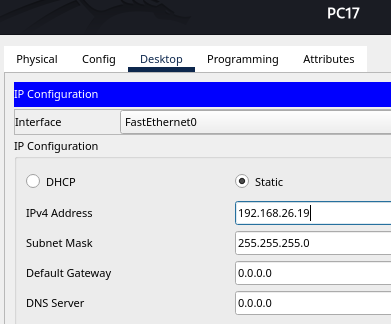 PC17
Physical Config Desktop Programming Attributes
IP Configuration
Interface FastEthernet0
IP Configuration
DHCP Static
IPv4 Address 192.168.26.19
Subnet Mask 255.255.255.0
Default Gateway 0.0.0.0
DNS Server 0.0.0.0